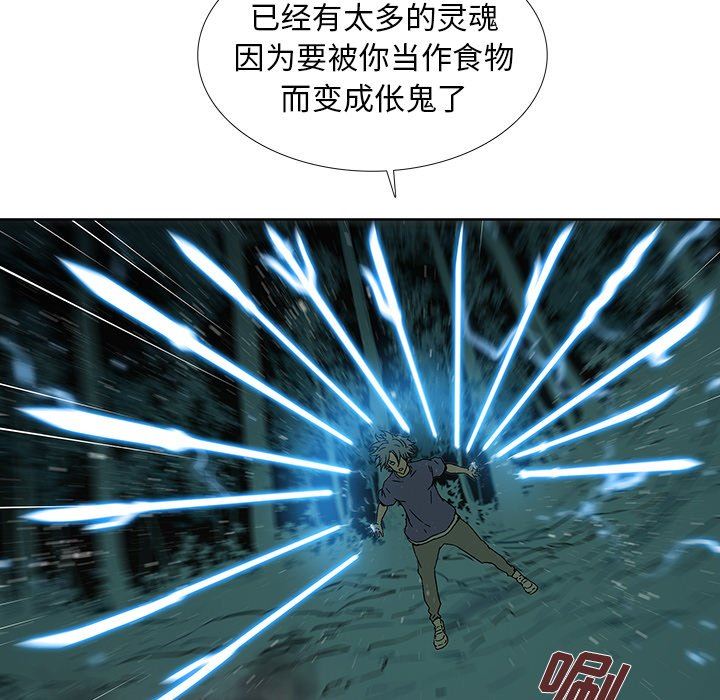 已经有太多的灵魂
因为要被你当作食物
而变成伥鬼了
唰